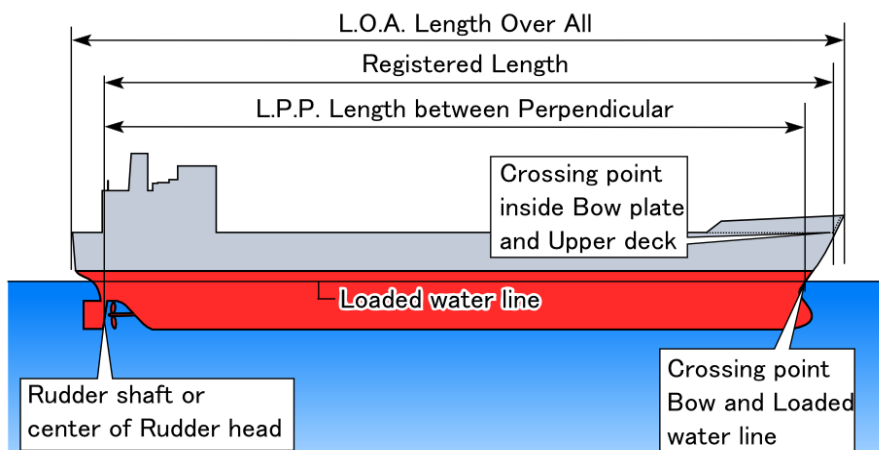 L.O.A. Length Over All
Registered Length
L.P.P. Length between Perpendicular
Crossing point
inside Bow plate
and Upper deck
Loaded water line
Rudder shaft or
center of Rudder head
Crossing point
Bow and Loaded
water line